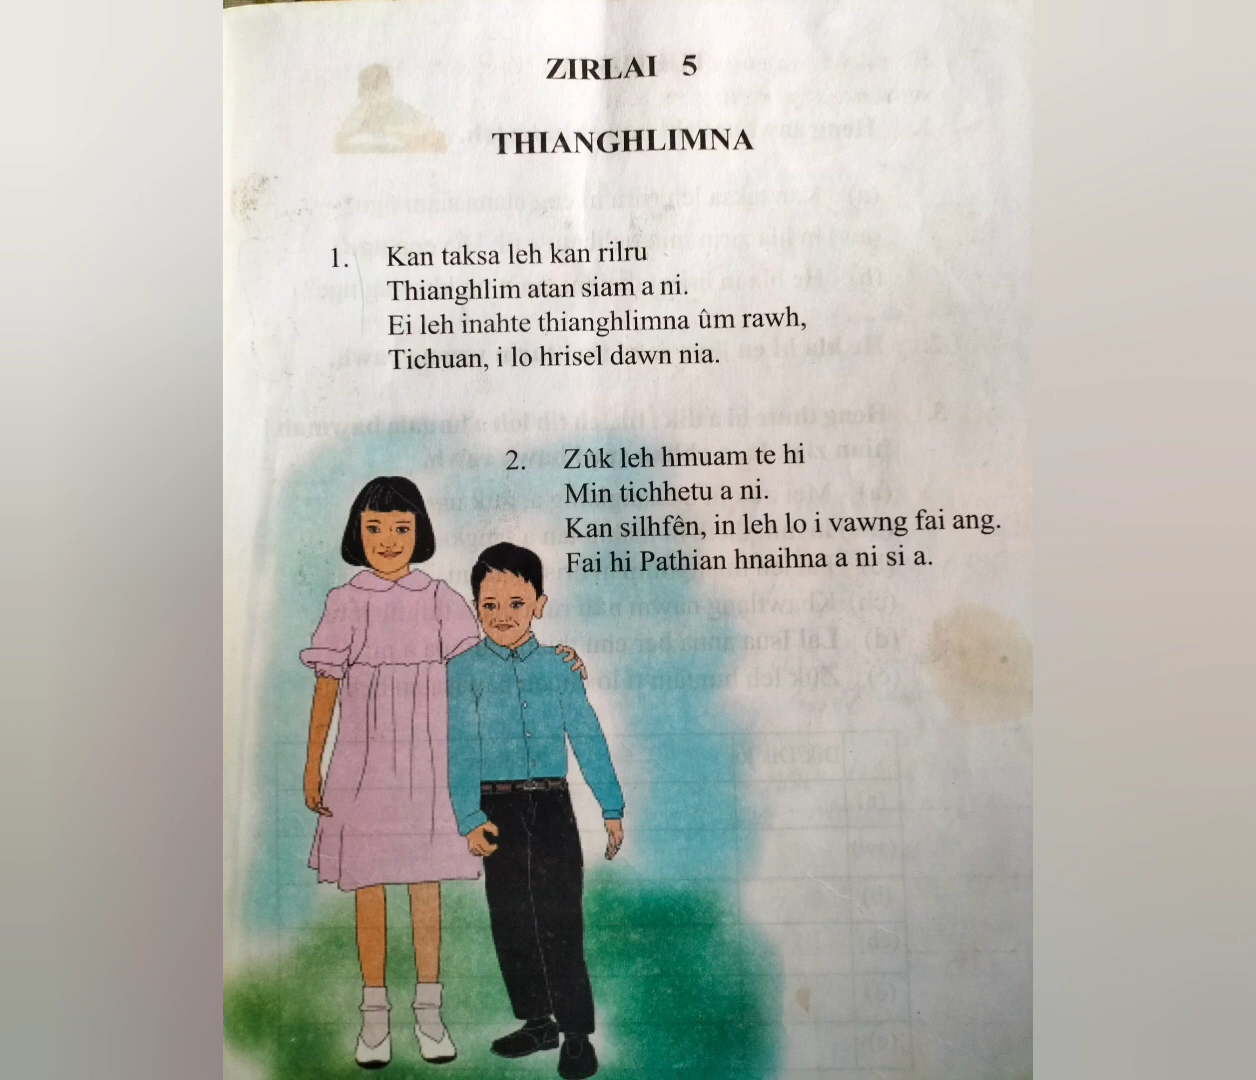 ZIRLAI 5
THIANGHLIMNA
1. Kan taksa leh kan rilru
Thianghlim atan siam a ni.
Ei leh inahte thianghlimna ûm rawh,
Tichuan, i lo hrisel dawn nia.
2. Zûk leh hmuam te hi
Min tichhetu a ni.
Kan silhfên, in leh lo i vawng fai ang.
Fai hi Pathian hnaihna a ni si a.